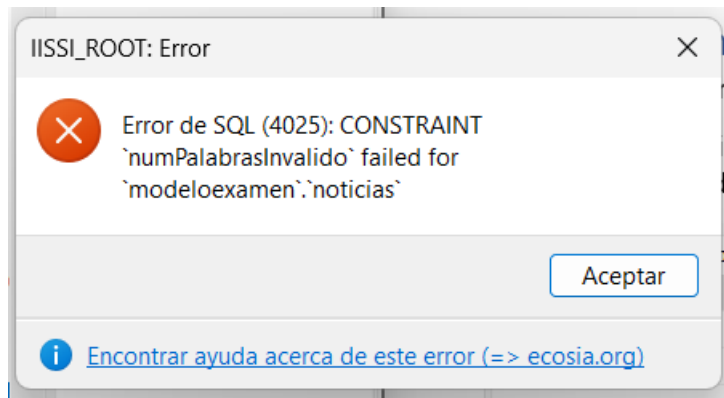 IISSI_ROOT: Error
Error de SQL (4025): CONSTRAINT
`numPalabrasInvalido` failed for
`modeloexamen`.`noticias`
Aceptar
Encontrar ayuda acerca de este error (=> ecosia.org)